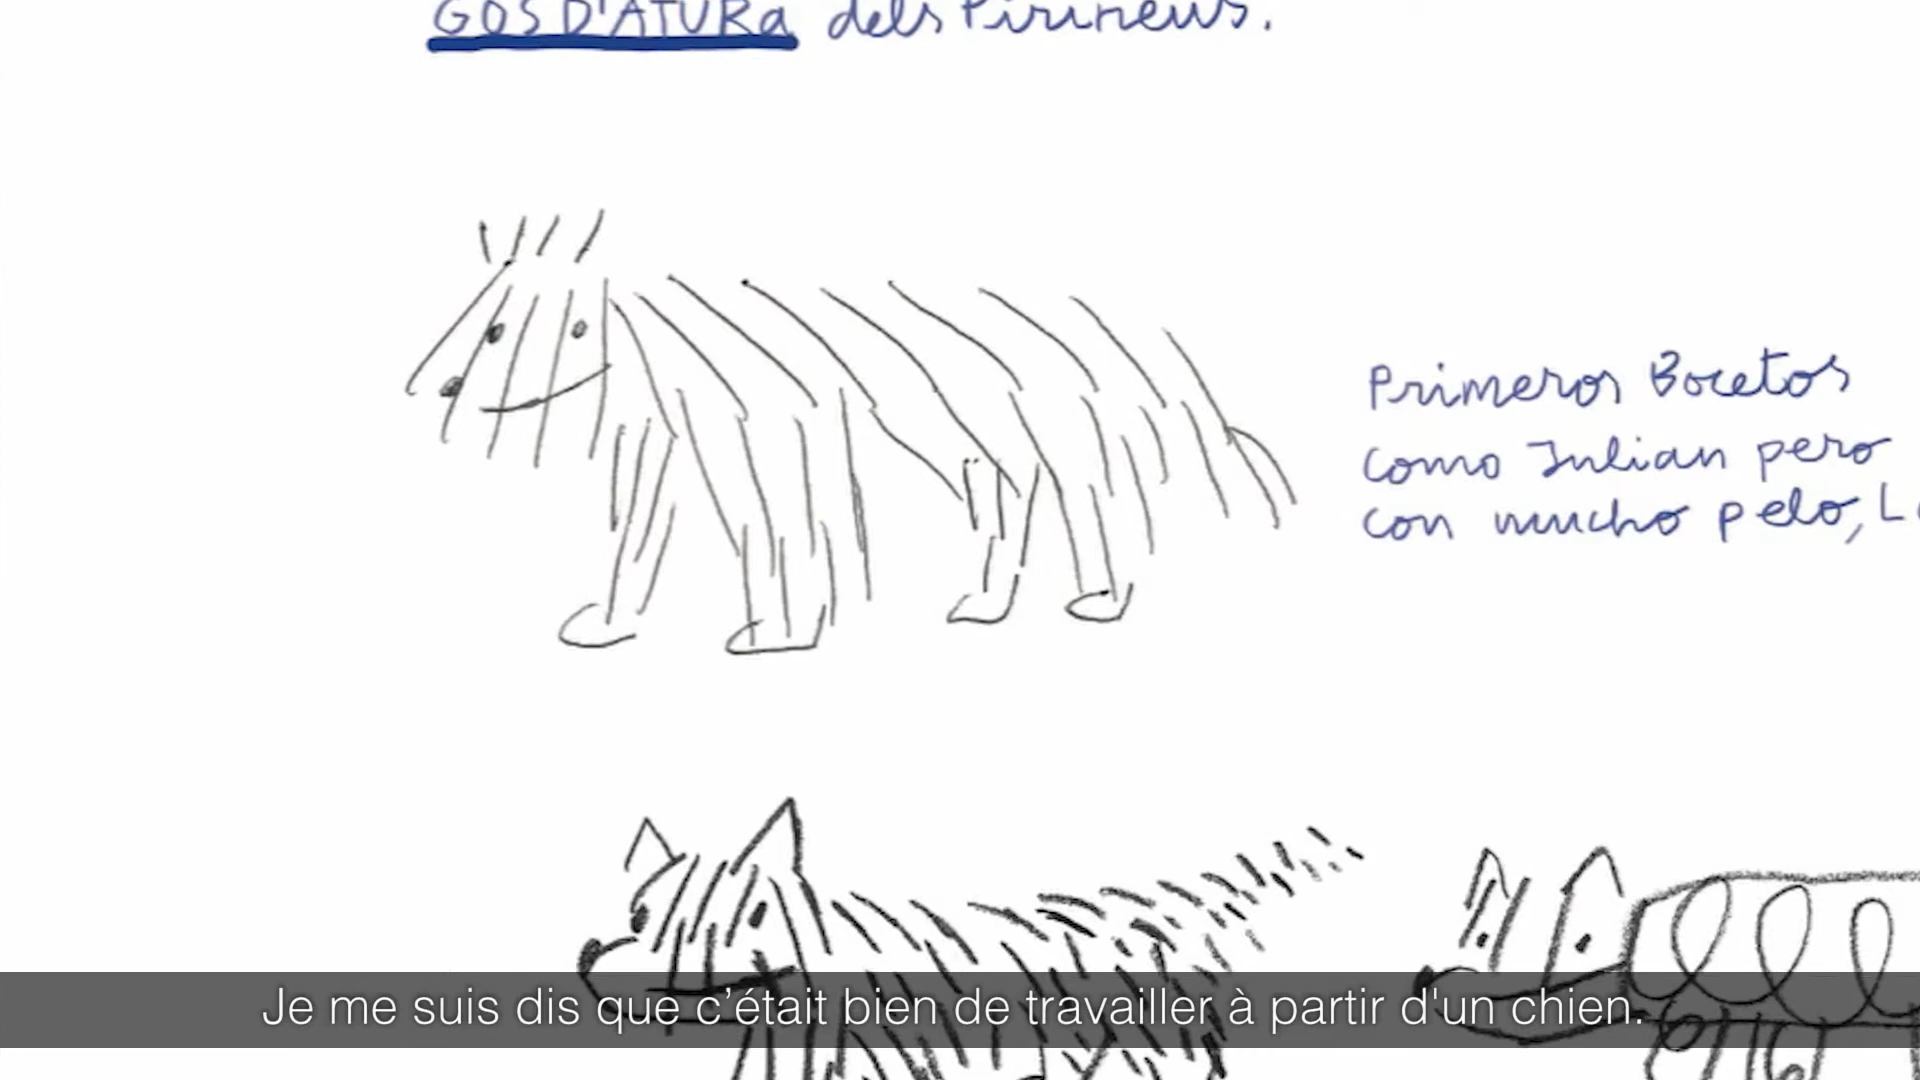 GOS D'ATURA dels Pirineus.
Primeros Bocetos
como Julian pero
con mucho pelo,
Je me suis dis que c’était bien de travailler à partir d'un chien.